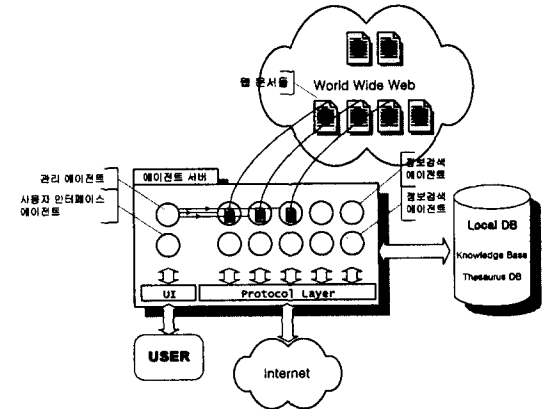 웹 문서들
World Wide Web
관리 에이전트
에이전트 서버
정보검색
에이전트
사용자 인터페이스
에이전트
정보검색
에이전트
Local DB
Knowledge Base
Thesaurus DB
UI
Protocol Layer
USER
Internet